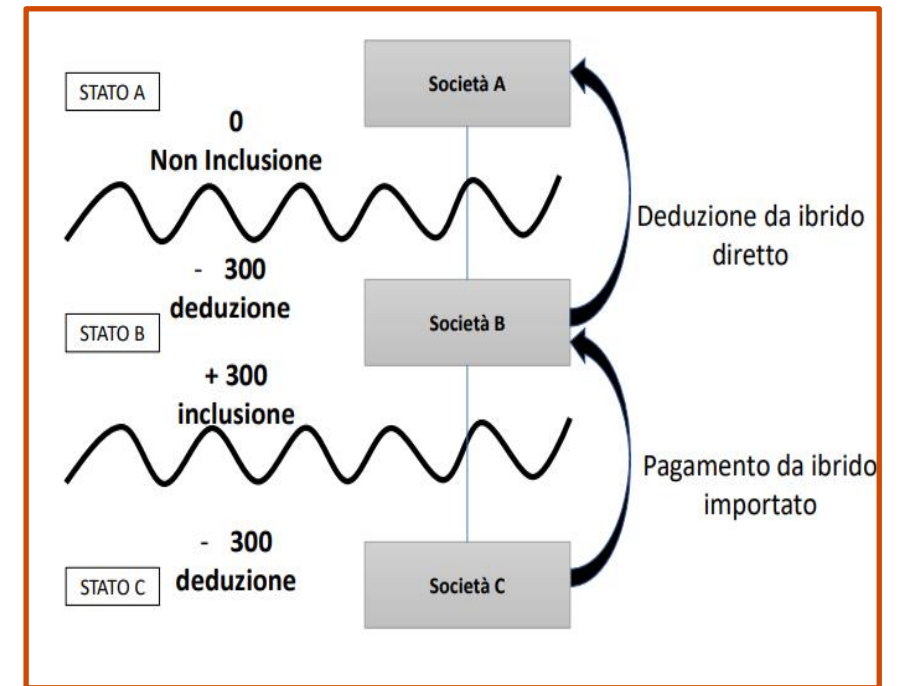 STATO A
Società A
0
Non Inclusione
Deduzione da ibrido
diretto
- 300
deduzione
STATO B
Società B
+ 300
inclusione
Pagamento da ibrido
importato
- 300
deduzione
STATO C
Società C